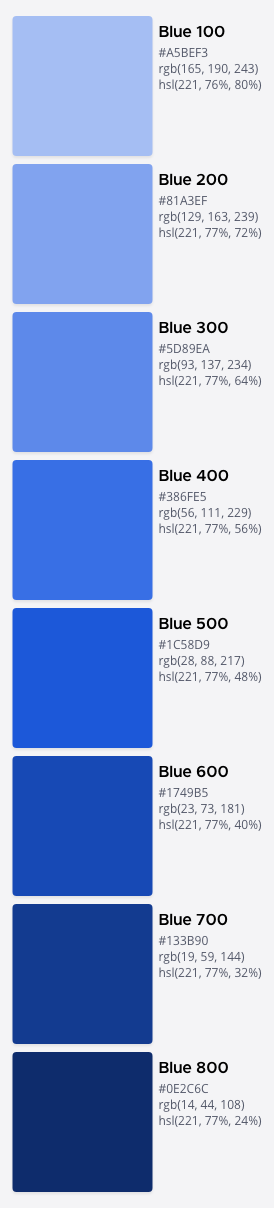 Blue 100
#A5BEF3
rgb(165, 190, 243)
hsl(221, 76%, 80%)
Blue 200
#81A3EF
rgb(129, 163, 239)
hsl(221, 77%, 72%)
Blue 300
#5D89EA
rgb(93, 137, 234)
hsl(221, 77%, 64%)
Blue 400
#386FE5
rgb(56, 111, 229)
hsl(221, 77%, 56%)
Blue 500
#1C58D9
rgb(28, 88, 217)
hsl(221, 77%, 48%)
Blue 600
#1749B5
rgb(23, 73, 181)
hsl(221, 77%, 40%)
Blue 700
#133B90
rgb(19, 59, 144)
hsl(221, 77%, 32%)
Blue 800
#0E2C6C
rgb(14, 44, 108)
hsl(221, 77%, 24%)